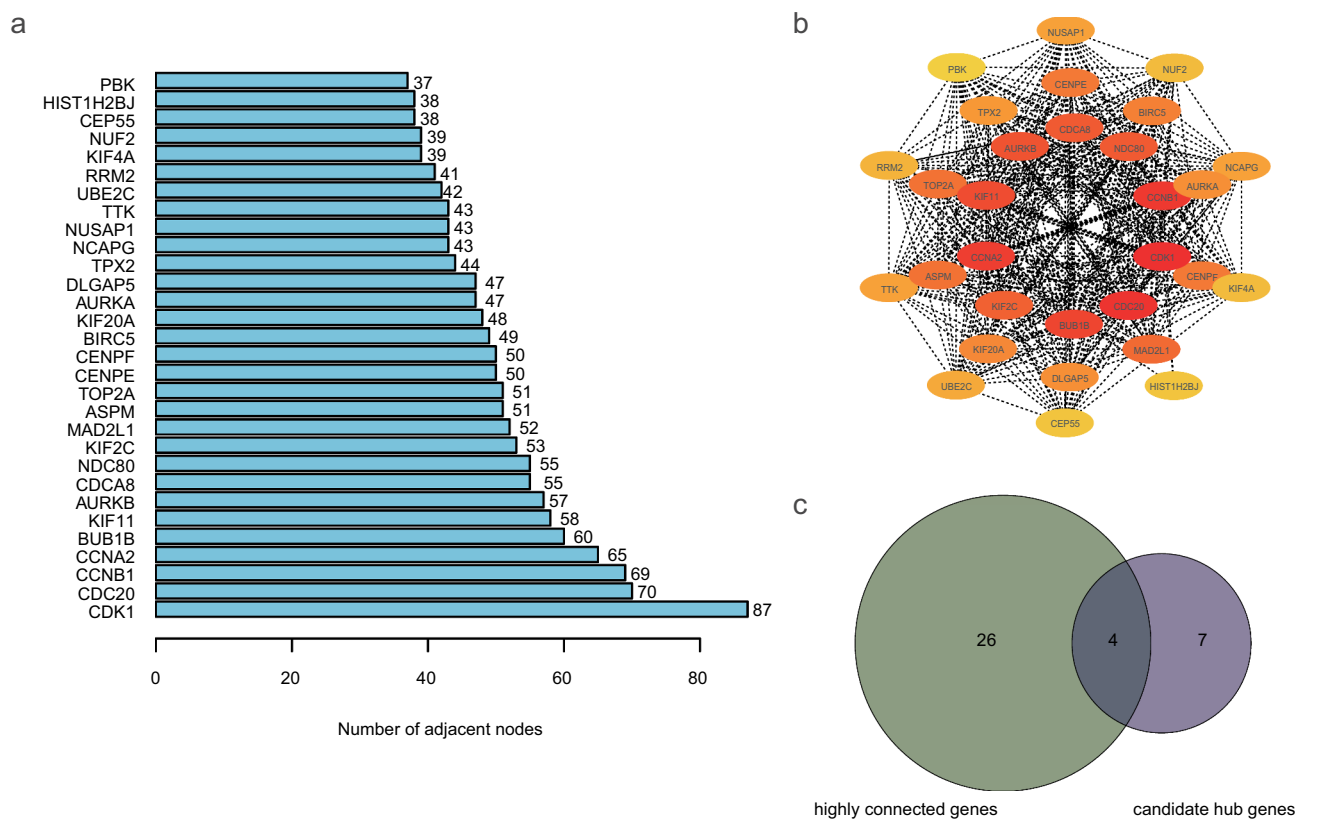 a
PBK 37
HIST1H2BJ 38
CEP55 38
NUF2 39
KIF4A 39
RRM2 41
UBE2C 42
TTK 43
NUSAP1 43
NCAPG 43
TPX2 44
DLGAP5 47
AURKA 47
KIF20A 48
BIRC5 49
CENPF 50
CENPE 50
TOP2A 51
ASPM 51
MAD2L1 52
KIF2C 53
NDC80 55
CDCA8 55
AURKB 57
KIF11 58
BUB1B 60
CCNA2 65
CCNB1 69
CDC20 70
CDK1 87
0 20 40 60 80
Number of adjacent nodes
b
NUSAP1
PBK NUF2
CENPE
TPX2 BIRC5
CDCA8
AURKB NDC80
RRM2 NCAPG
TOP2A AURKA
KIF11 CCNB1
CCNA2 CDK1
ASPM CENPF
TTK KIF4A
KIF2C CDC20
BUB1B
KIF20A MAD2L1
DLGAP5
UBE2C HIST1H2BJ
CEP55
c
26 4 7
highly connected genes candidate hub genes